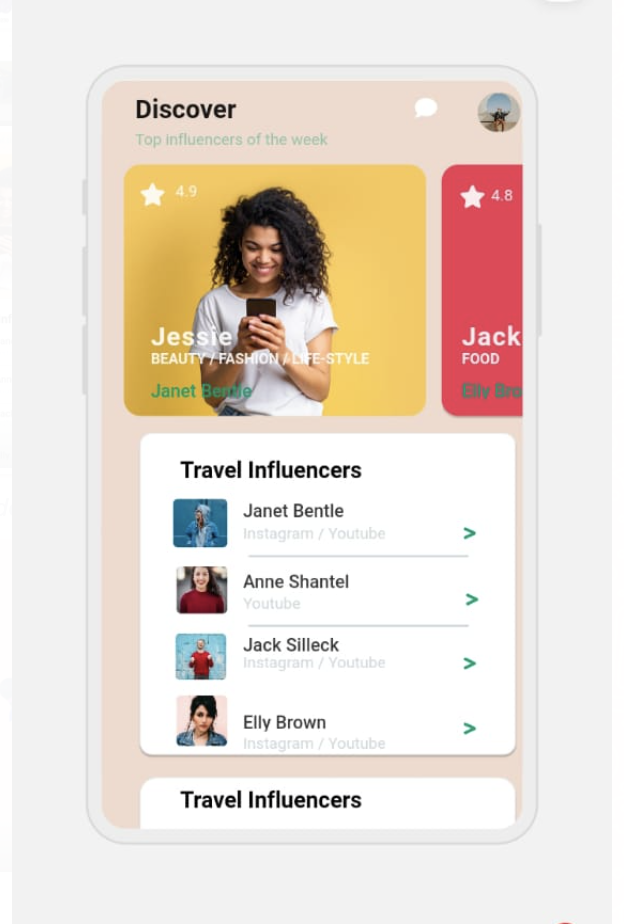 Discover
Top influencers of the week
4.9
4.8
Jessie
BEAUTY / FASHION / LIFE-STYLE
Janet Bentle
Jack
FOOD
Elly Bro
Travel Influencers
Janet Bentle
Instagram / Youtube
>
Anne Shantel
Youtube
>
Jack Silleck
Instagram / Youtube
>
Elly Brown
Instagram / Youtube
>
Travel Influencers